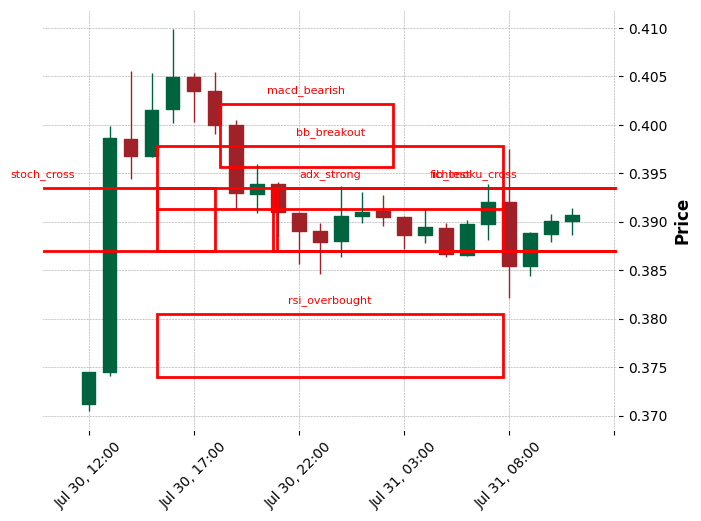 0.410
0.405
macd_bearish
0.400
bb_breakout
0.395
stoch_cross
adx_strong
0.390
Price
0.385
rsi_overbought
0.380
0.375
0.370
Jul 30, 12:00
Jul 30, 17:00
Jul 30, 22:00
Jul 31, 03:00
Jul 31, 08:00